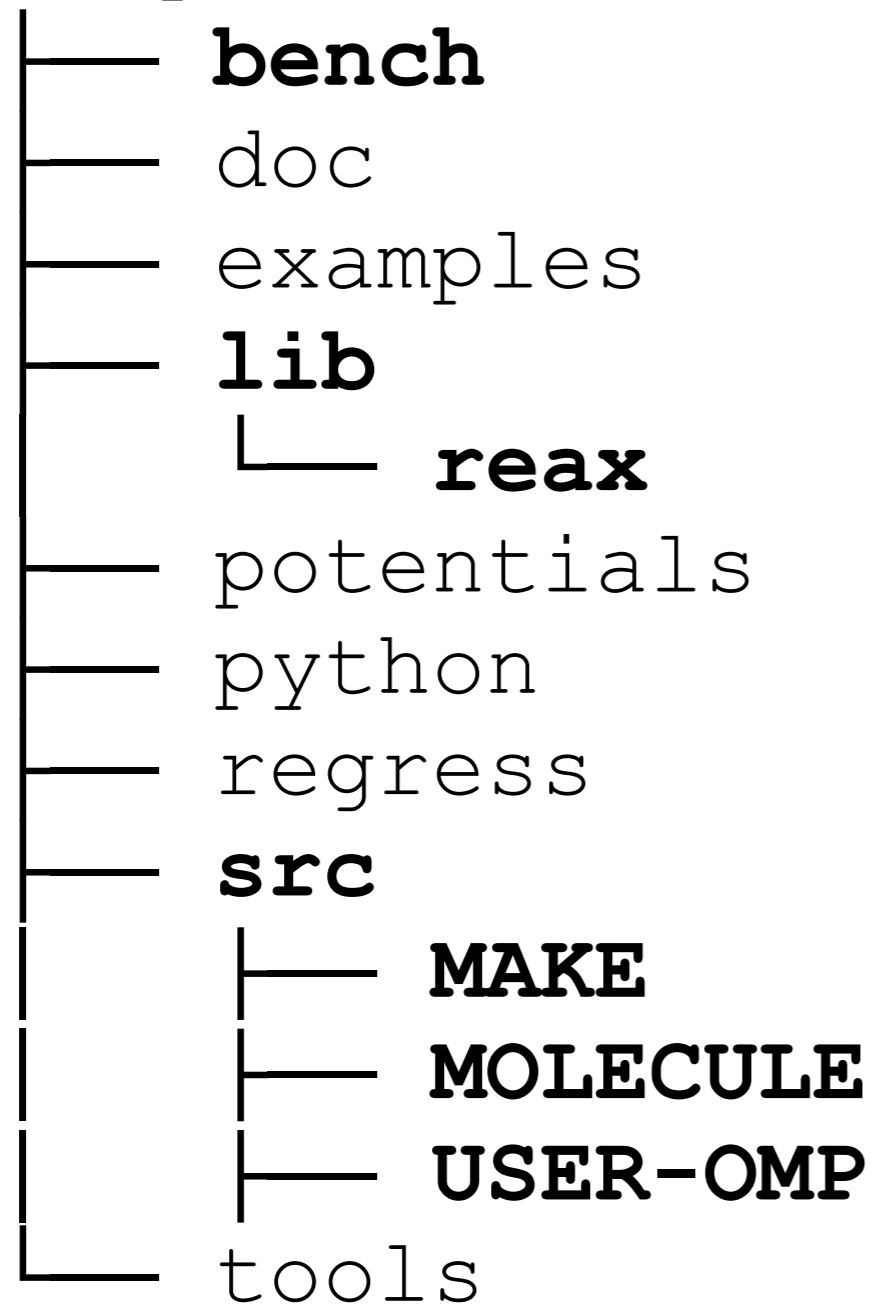 bench
doc
examples
lib
reax
potentials
python
regress
src
MAKE
MOLECULE
USER-OMP
tools